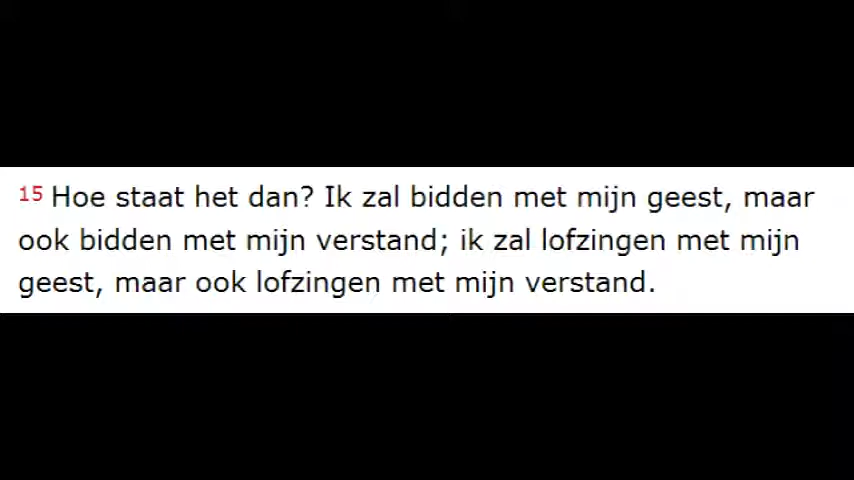 15 Hoe staat het dan? Ik zal bidden met mijn geest, maar
ook bidden met mijn verstand; ik zal lofzingen met mijn
geest, maar ook lofzingen met mijn verstand.